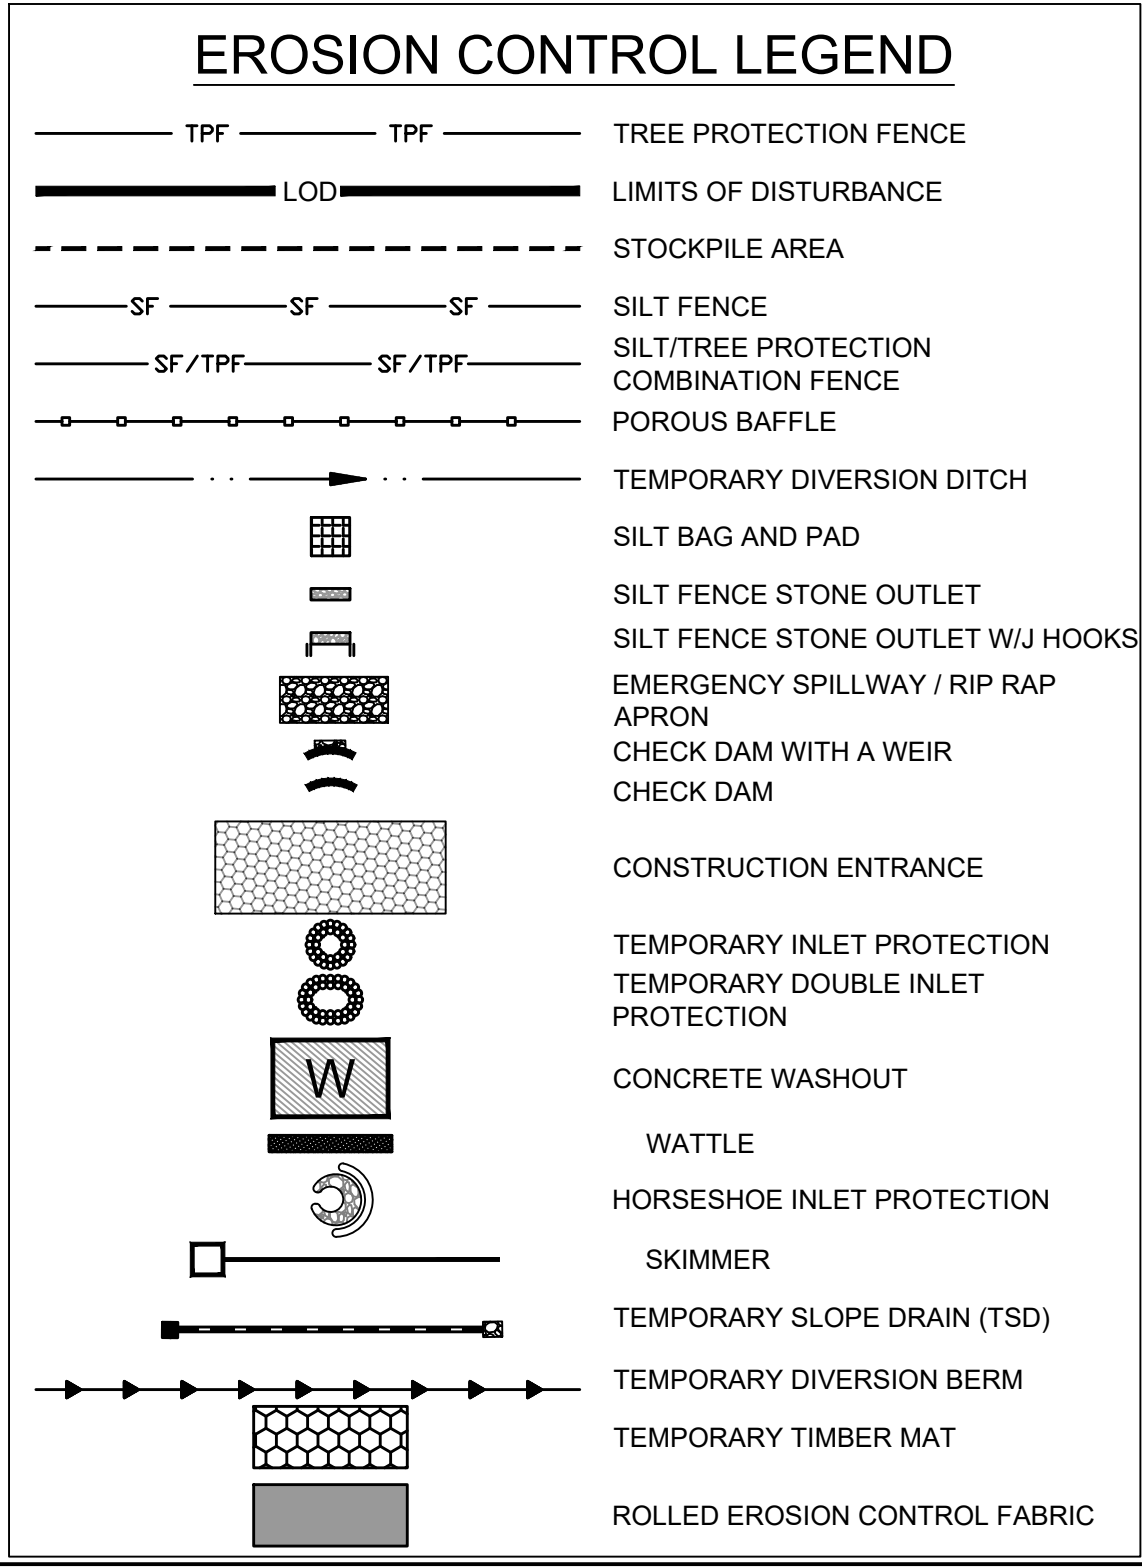 EROSION CONTROL LEGEND
TPF TPF TREE PROTECTION FENCE
LOD LIMITS OF DISTURBANCE
STOCKPILE AREA
SF SF SF SILT FENCE
SF/TPF SF/TPF SILT/TREE PROTECTION
COMBINATION FENCE
POROUS BAFFLE
TEMPORARY DIVERSION DITCH
SILT BAG AND PAD
SILT FENCE STONE OUTLET
SILT FENCE STONE OUTLET W/J HOOKS
EMERGENCY SPILLWAY / RIP RAP
APRON
CHECK DAM WITH A WEIR
CHECK DAM
CONSTRUCTION ENTRANCE
TEMPORARY INLET PROTECTION
TEMPORARY DOUBLE INLET
PROTECTION
W CONCRETE WASHOUT
WATTLE
HORSESHOE INLET PROTECTION
SKIMMER
TEMPORARY SLOPE DRAIN (TSD)
TEMPORARY DIVERSION BERM
TEMPORARY TIMBER MAT
ROLLED EROSION CONTROL FABRIC